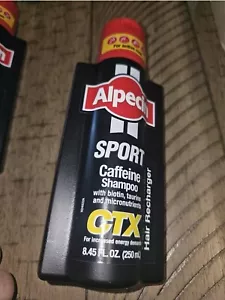 Alpecin
SPORT
Caffeine
Shampoo
with biotin, taurine
and micronutrients
CTX
For increased energy demands
Hair Recharger
8.45 FL. OZ. (250 mL)